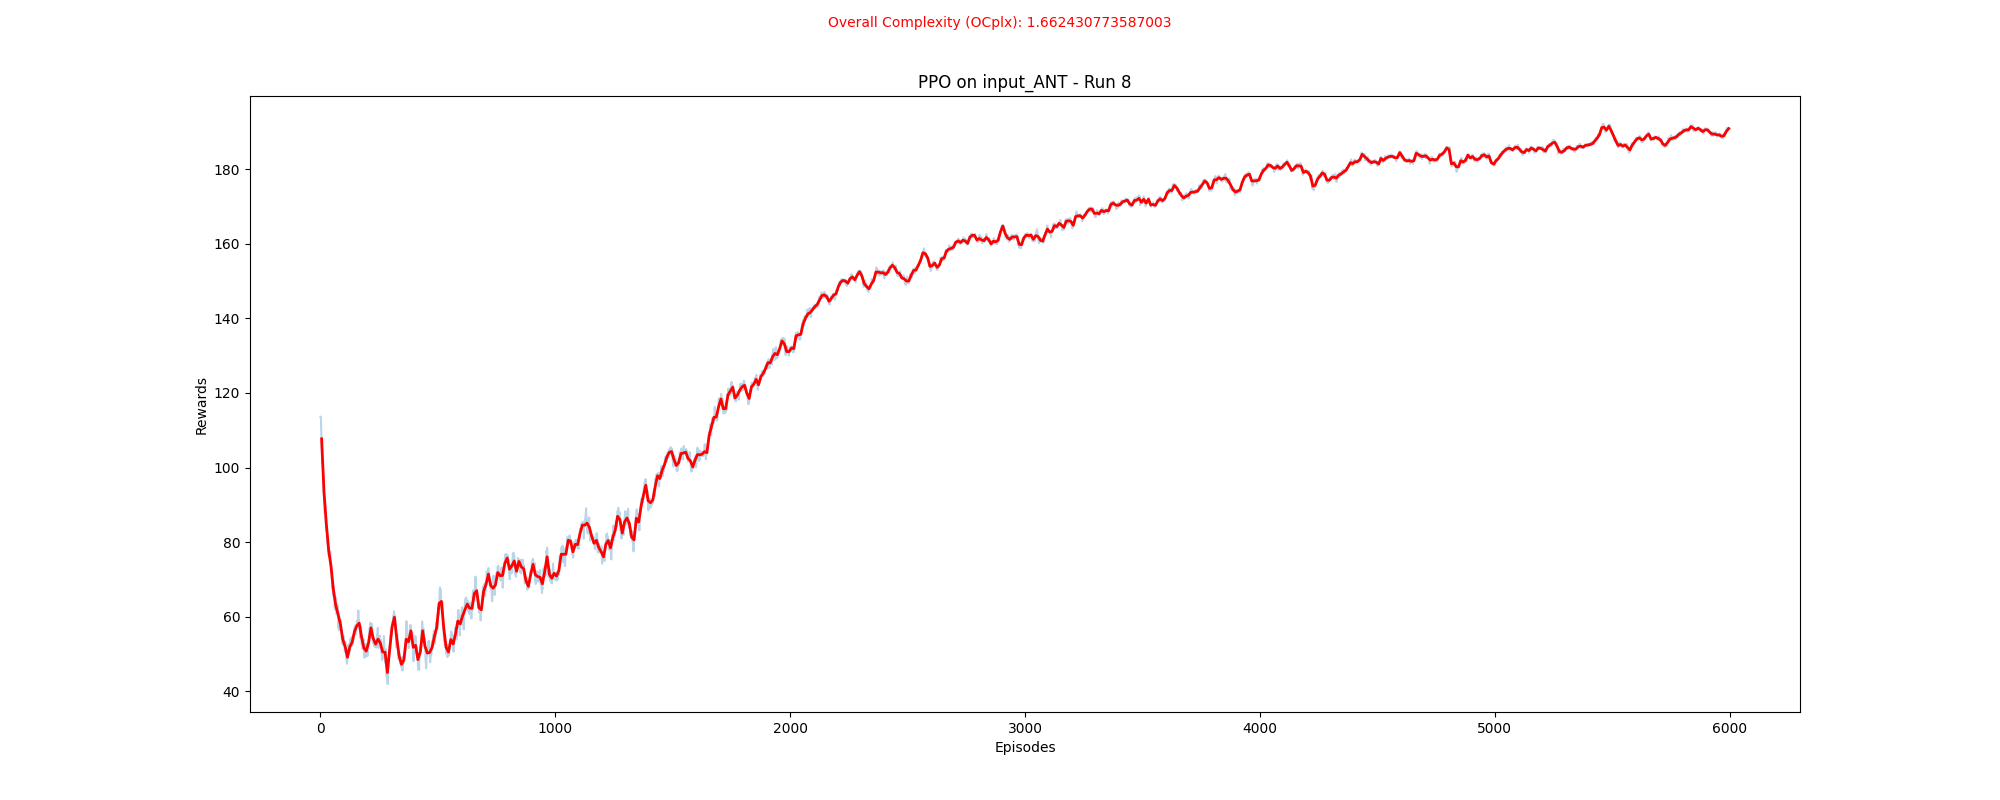 Overall Complexity (OCplx): 1.662430773587003
PPO on input_ANT - Run 8
Rewards
180
160
140
120
100
80
60
40
0 1000 2000 3000 4000 5000 6000
Episodes